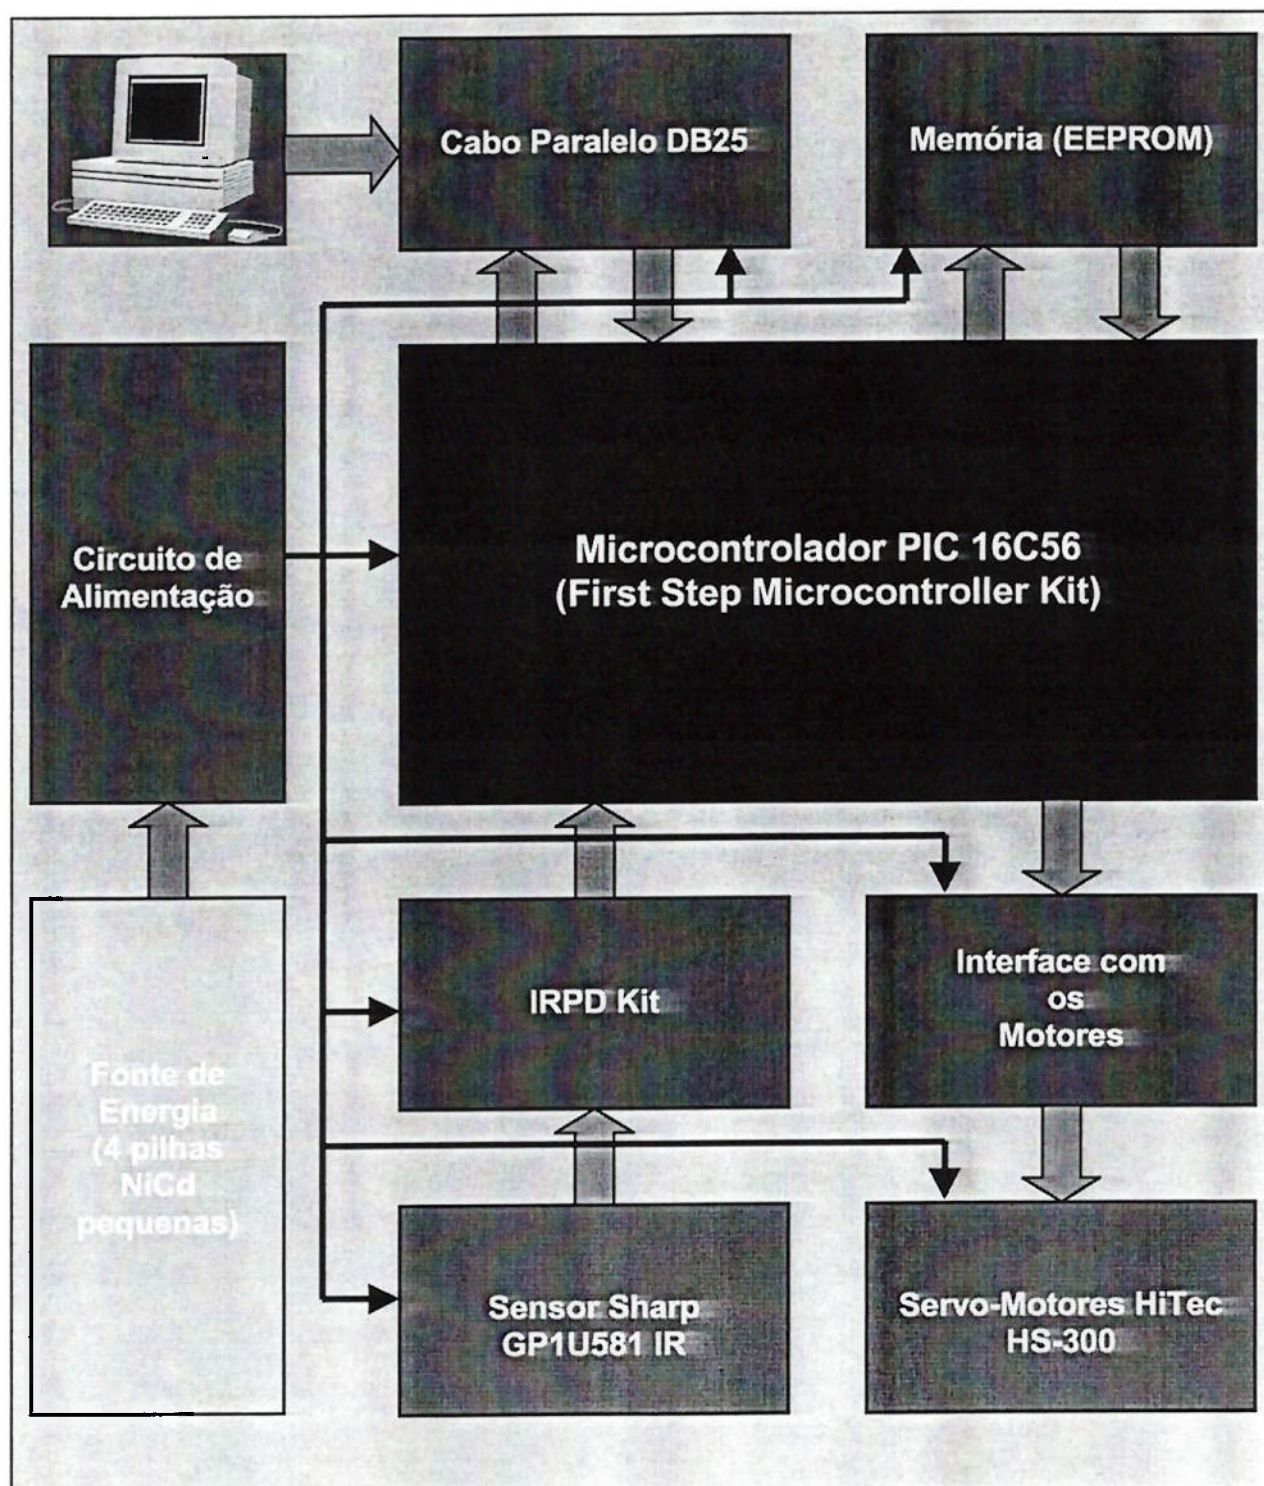 Cabo Paralelo DB25
Memória (EEPROM)
Circuito de
Alimentação
Microcontrolador PIC 16C56
(First Step Microcontroller Kit)
Fonte de
Energia
(4 pilhas
NiCd
pequenas)
IRPD Kit
Interface com
os
Motores
Sensor Sharp
GP1U581 IR
Servo-Motores HiTec
HS-300